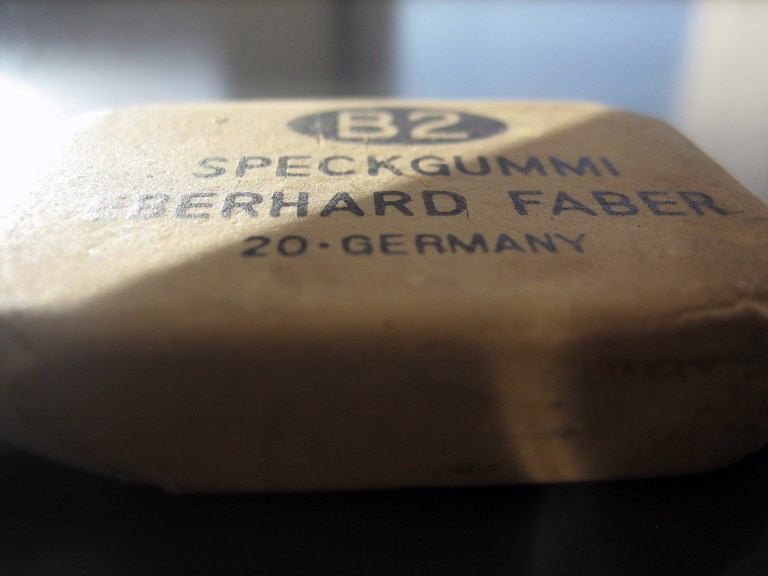 B2
SPECKGUMMI
EBERHARD FABER
20·GERMANY